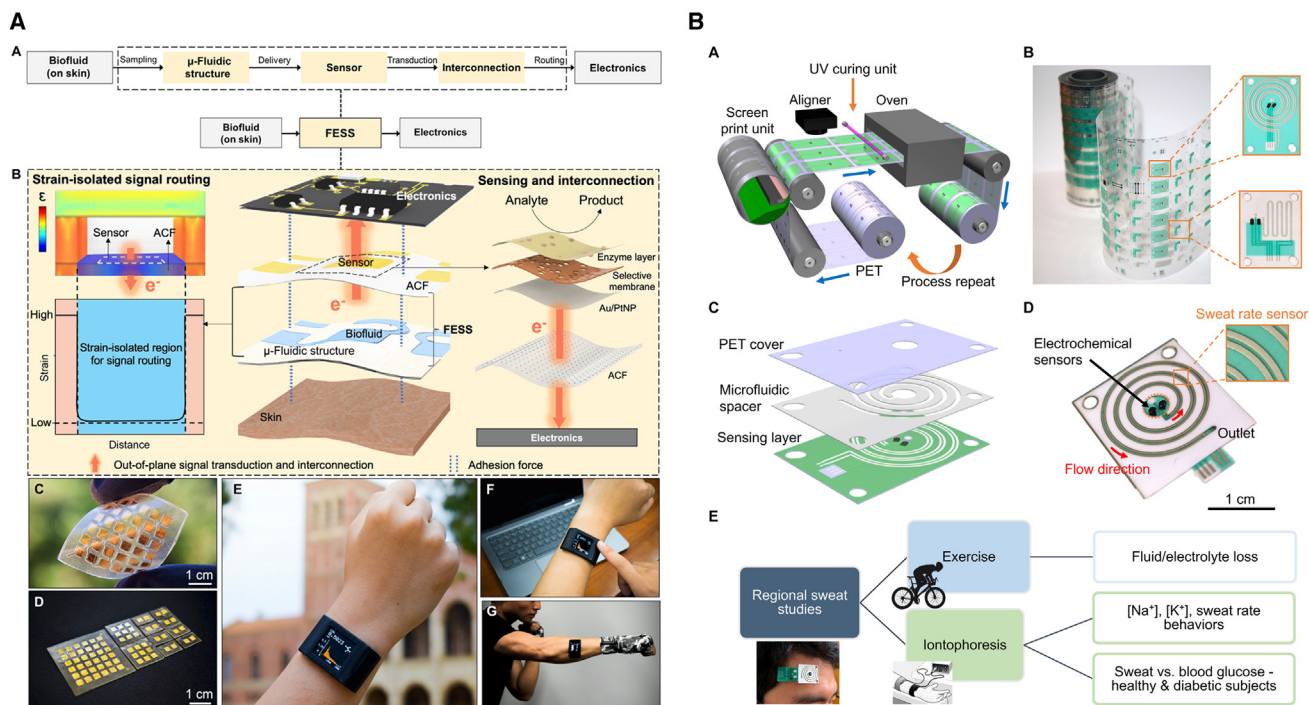 A
A
Biofluid
(on skin)
Sampling
μ-Fluidic
structure
Delivery
Sensor
Transduction
Interconnection
Routing
Electronics
Biofluid
(on skin)
FESS
Electronics
B
Strain-isolated signal routing
ε
Sensor
ACF
e-
High
Strain
Low
Strain-isolated region
for signal routing
Distance
Electronics
Sensor
ACF
e-
Biofluid
FESS
μ-Fluidic structure
Skin
Sensing and interconnection
Analyte
Product
Enzyme layer
Selective
membrane
Au/PtNP
e-
ACF
Electronics
Out-of-plane signal transduction and interconnection
Adhesion force
C
1 cm
D
1 cm
E
F
G
B
A
UV curing unit
Aligner
Oven
Screen
print unit
PET
Process repeat
B
C
PET cover
Microfluidic
spacer
Sensing layer
D
Sweat rate sensor
Electrochemical
sensors
Outlet
Flow direction
1 cm
E
Regional sweat
studies
Exercise
Iontophoresis
Fluid/electrolyte loss
[Na⁺], [K⁺], sweat rate
behaviors
Sweat vs. blood glucose -
healthy & diabetic subjects